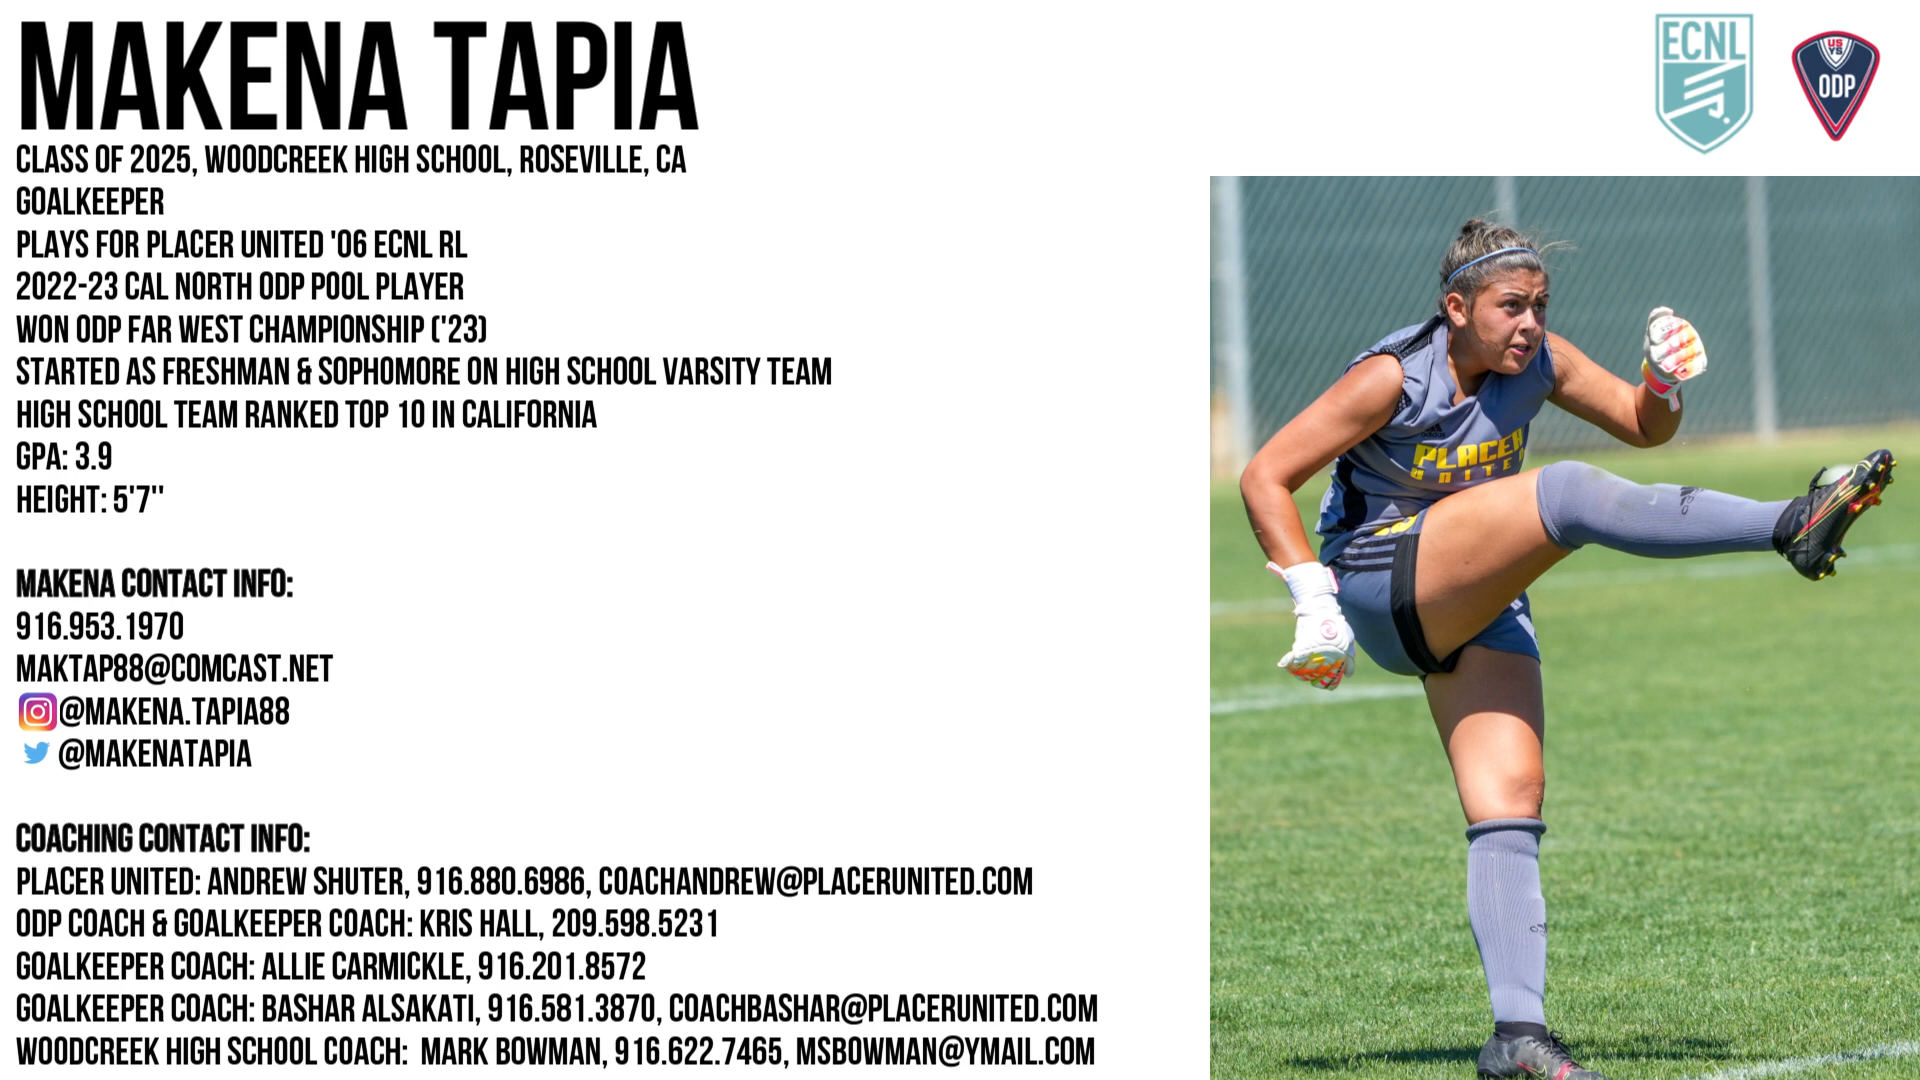 MAKENA TAPIA
CLASS OF 2025, WOODCREEK HIGH SCHOOL, ROSEVILLE, CA
GOALKEEPER
PLAYS FOR PLACER UNITED '06 ECNL RL
2022-23 CAL NORTH ODP POOL PLAYER
WON ODP FAR WEST CHAMPIONSHIP ('23)
STARTED AS FRESHMAN & SOPHOMORE ON HIGH SCHOOL VARSITY TEAM
HIGH SCHOOL TEAM RANKED TOP 10 IN CALIFORNIA
GPA: 3.9
HEIGHT: 5'7"
MAKENA CONTACT INFO:
916.953.1970
MAKTAP88@COMCAST.NET
@MAKENA.TAPIA88
@MAKENATAPIA
COACHING CONTACT INFO:
PLACER UNITED: ANDREW SHUTER, 916.880.6986, COACHANDREW@PLACERUNITED.COM
ODP COACH & GOALKEEPER COACH: KRIS HALL, 209.598.5231
GOALKEEPER COACH: ALLIE CARMICKLE, 916.201.8572
GOALKEEPER COACH: BASHAR ALSAKATI, 916.581.3870, COACHBASHAR@PLACERUNITED.COM
WOODCREEK HIGH SCHOOL COACH: MARK BOWMAN, 916.622.7465, MSBOWMAN@YMAIL.COM
ECNL
US
YS
ODP
adidas
PLACER
UNITED